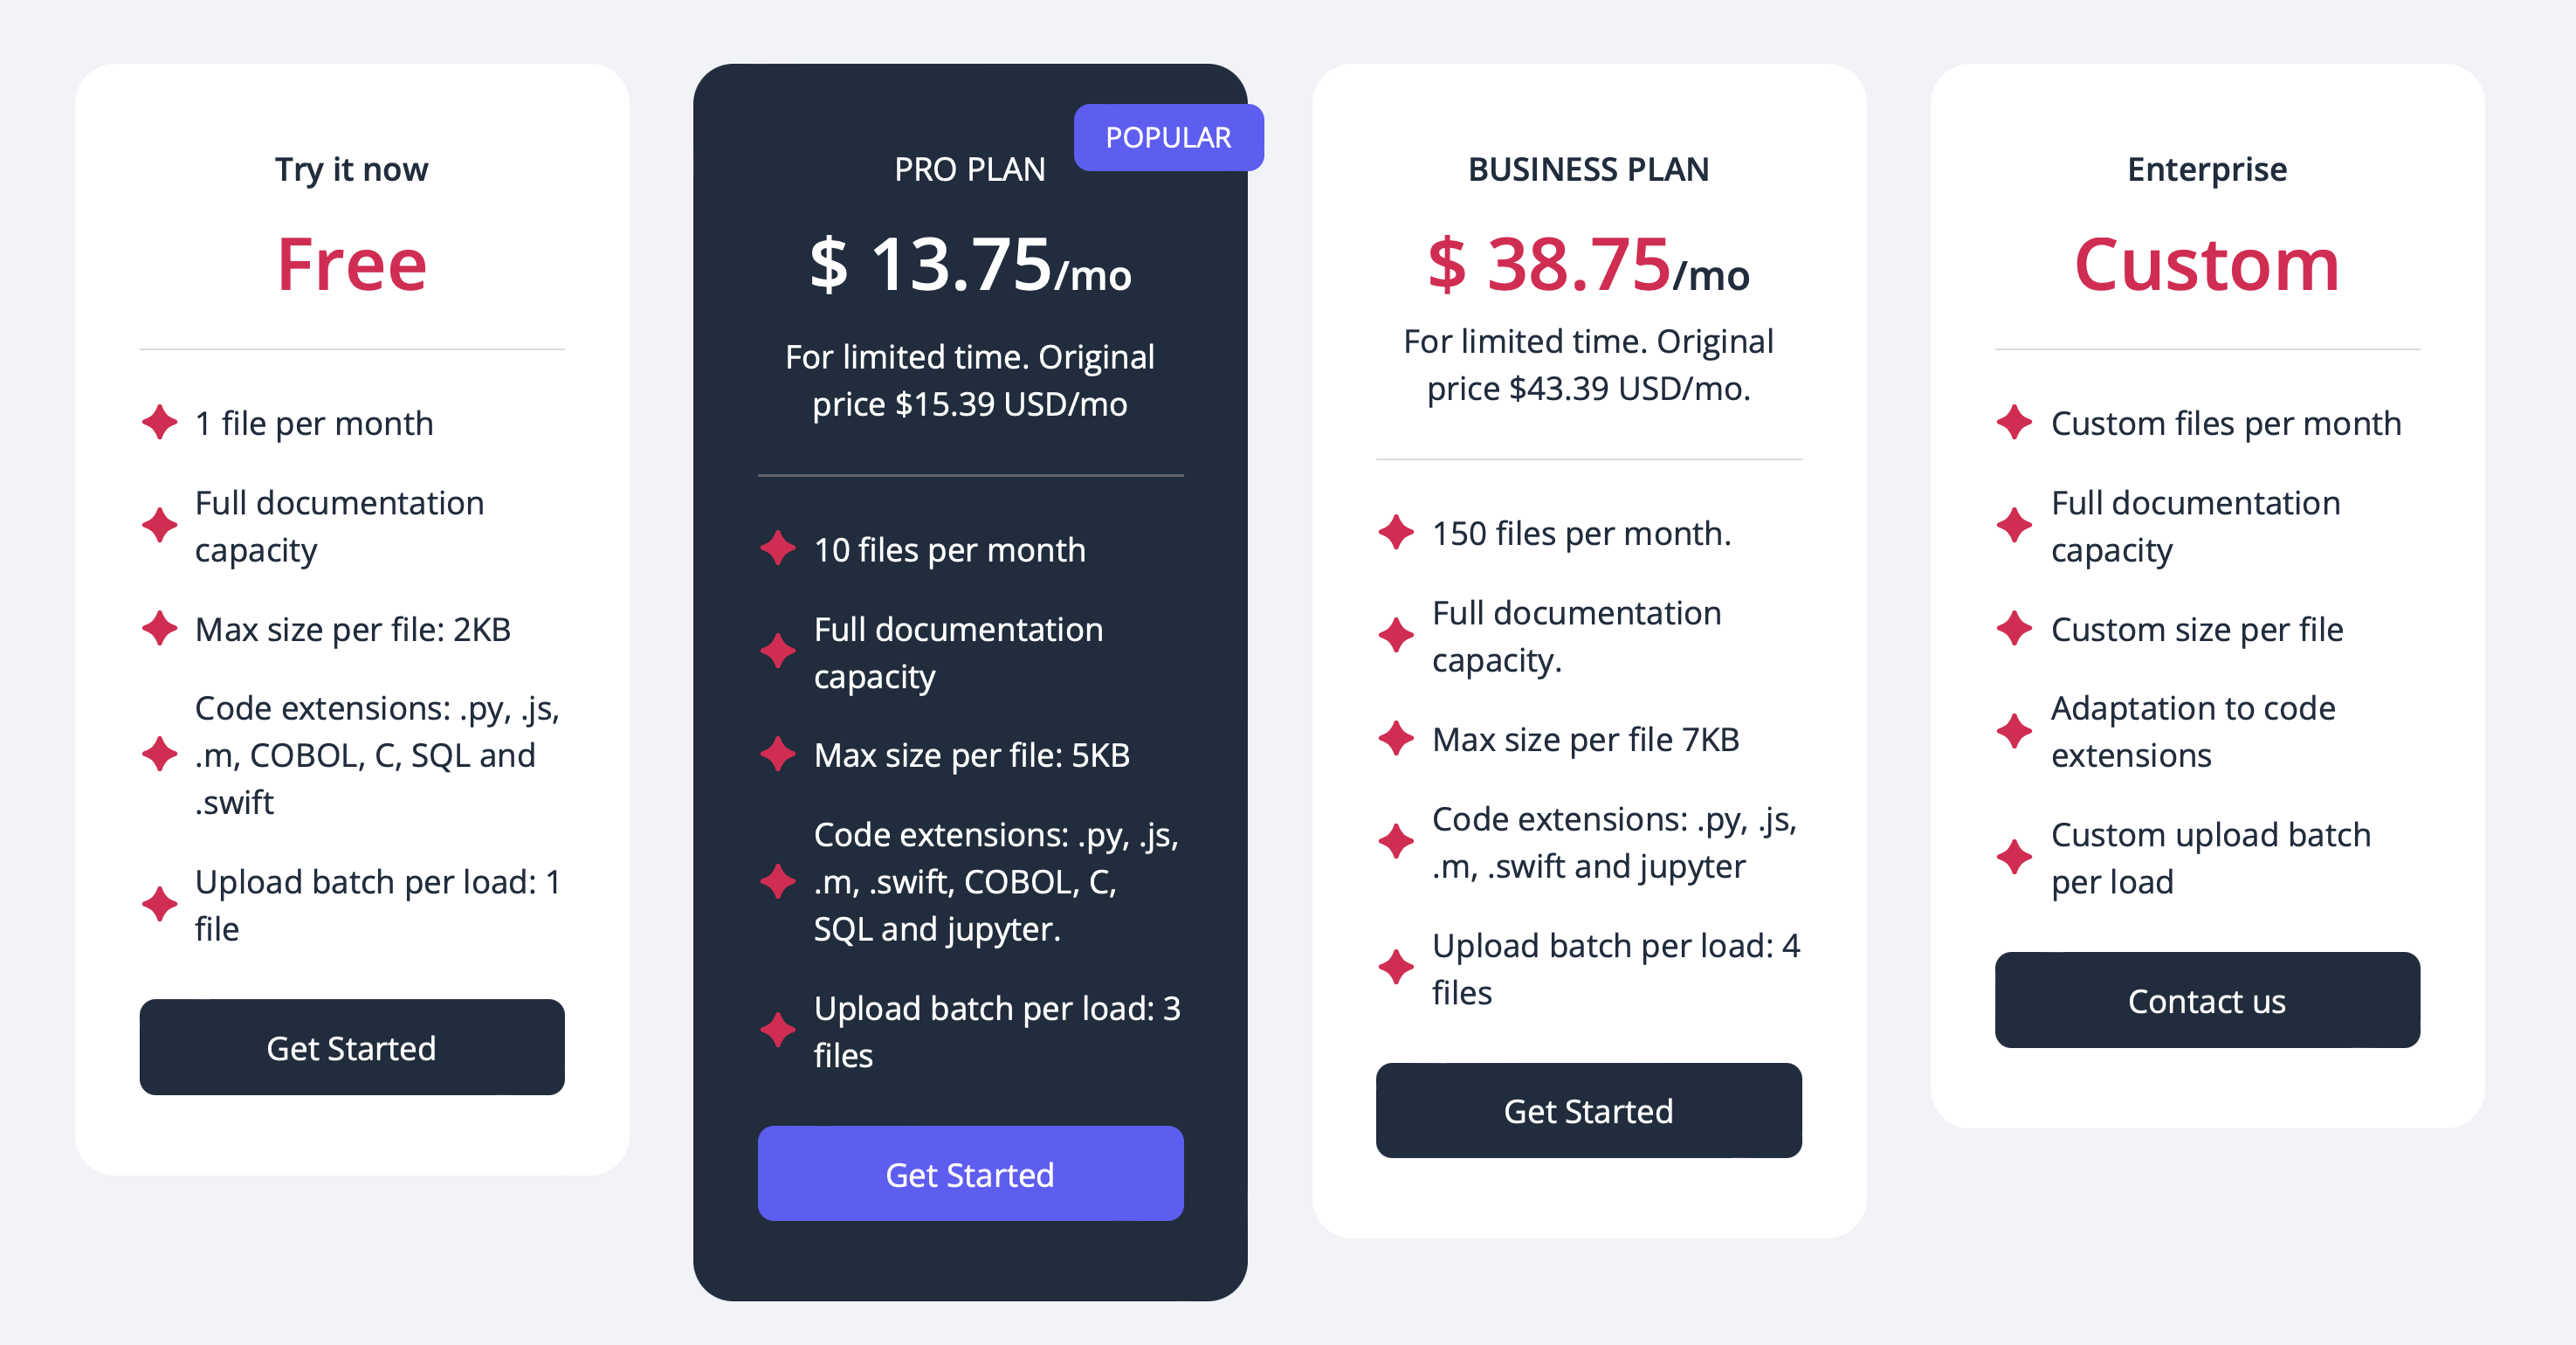 Try it now
Free
1 file per month
Full documentation
capacity
Max size per file: 2KB
Code extensions: .py, .js,
.m, COBOL, C, SQL and
.swift
Upload batch per load: 1
file
Get Started
POPULAR
PRO PLAN
$ 13.75/mo
For limited time. Original
price $15.39 USD/mo
10 files per month
Full documentation
capacity
Max size per file: 5KB
Code extensions: .py, .js,
.m, .swift, COBOL, C,
SQL and jupyter.
Upload batch per load: 3
files
Get Started
BUSINESS PLAN
$ 38.75/mo
For limited time. Original
price $43.39 USD/mo.
150 files per month.
Full documentation
capacity.
Max size per file 7KB
Code extensions: .py, .js,
.m, .swift and jupyter
Upload batch per load: 4
files
Get Started
Enterprise
Custom
Custom files per month
Full documentation
capacity
Custom size per file
Adaptation to code
extensions
Custom upload batch
per load
Contact us